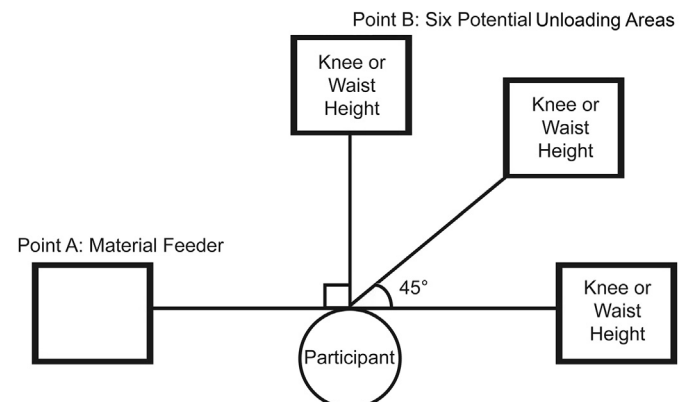 Point B: Six Potential Unloading Areas
Knee or
Waist
Height
Knee or
Waist
Height
Point A: Material Feeder
45°
Knee or
Waist
Height
Participant